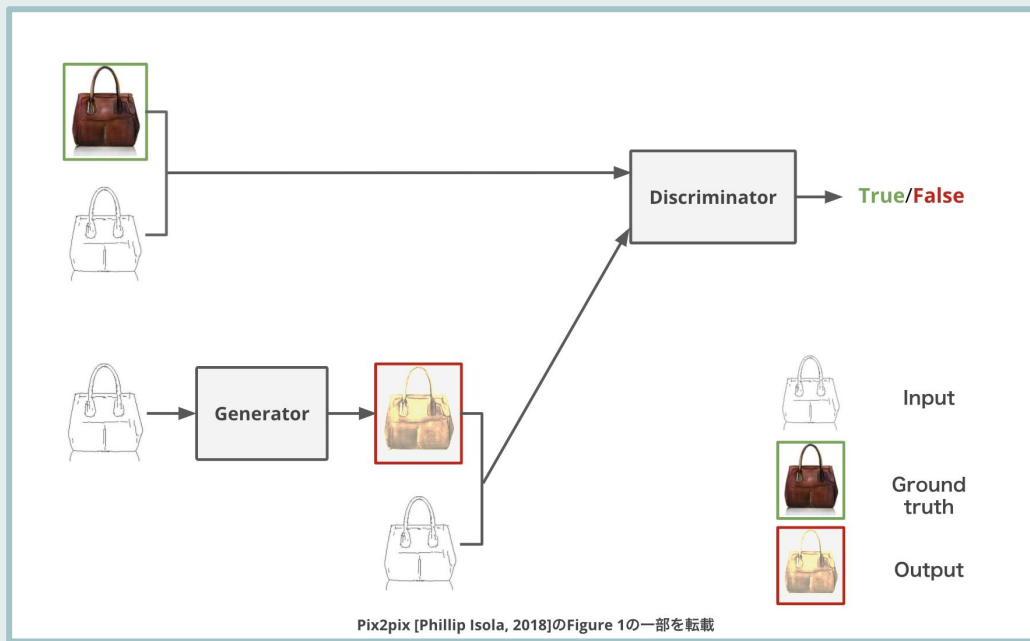 Discriminator
True/False
Generator
Input
Ground
truth
Output
Pix2pix [Phillip Isola, 2018]のFigure 1の一部を転載